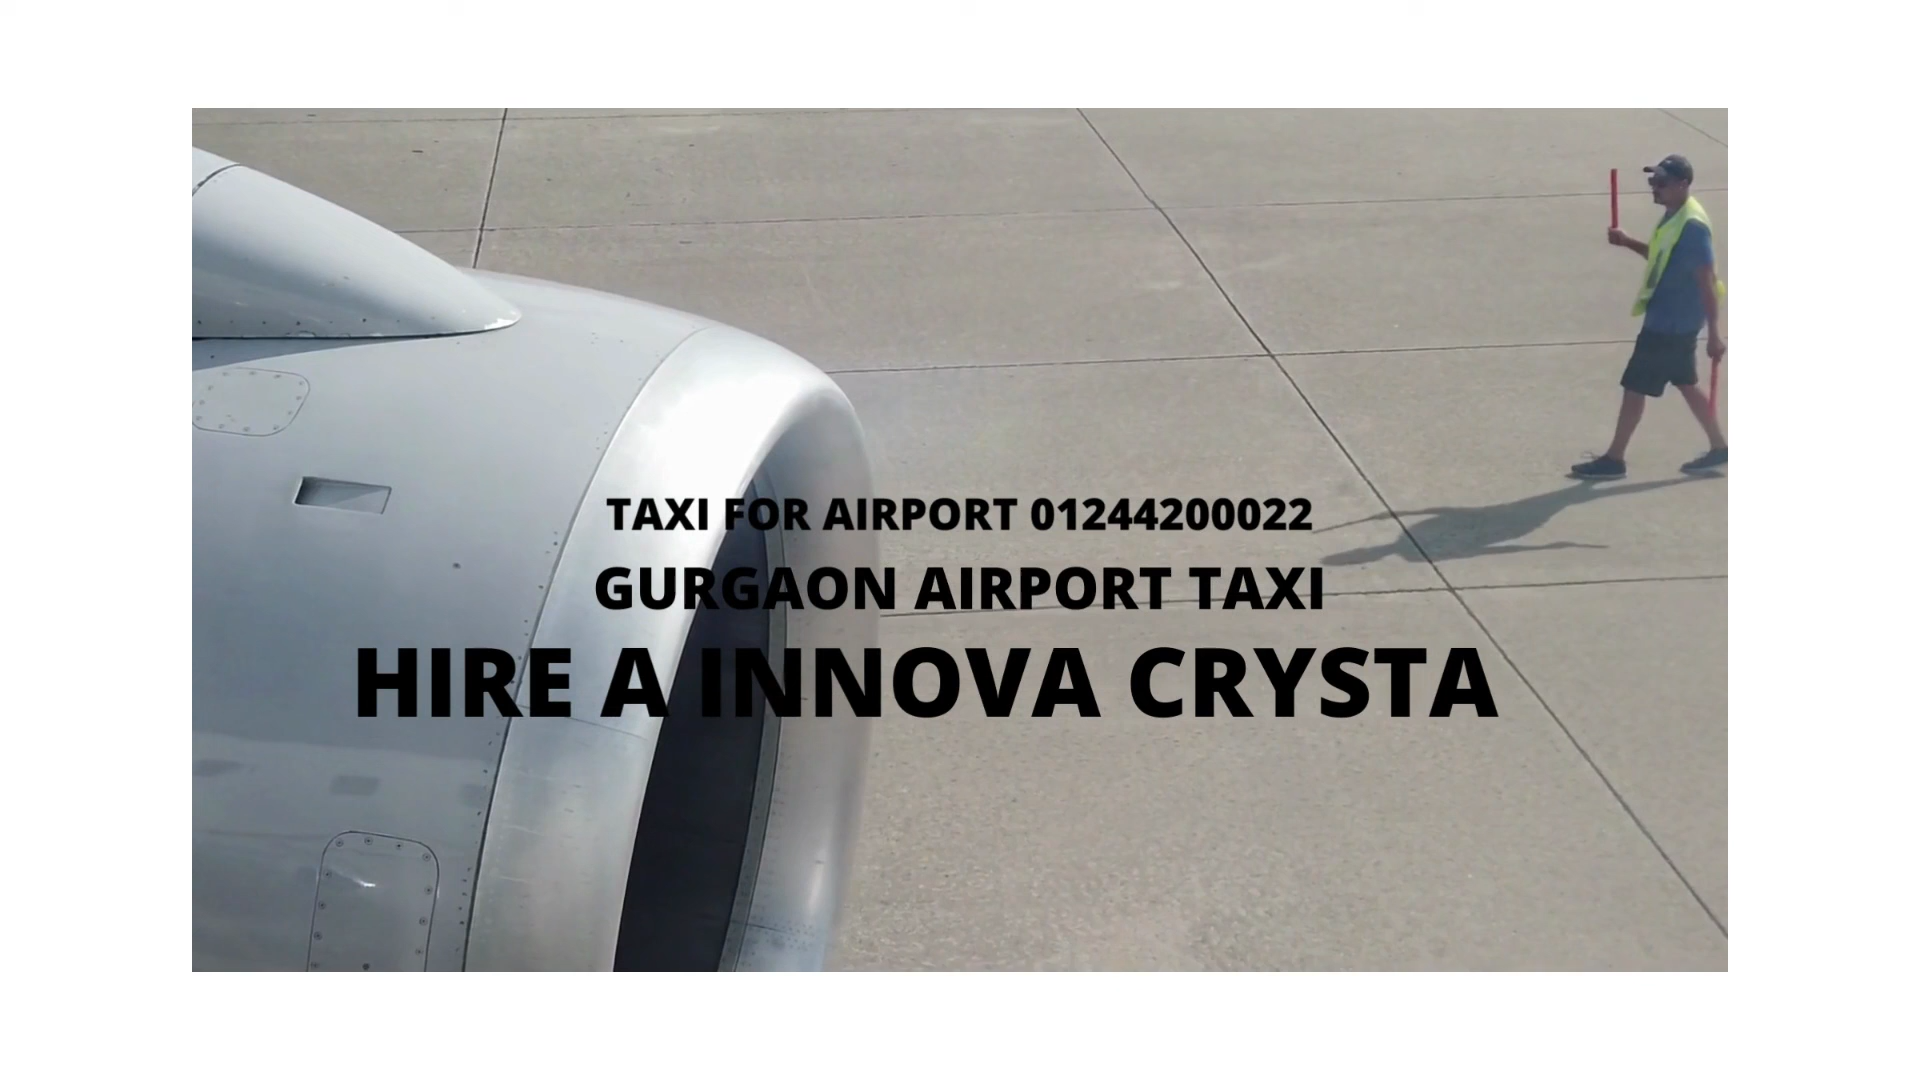 TAXI FOR AIRPORT 01244200022
GURGAON AIRPORT TAXI
HIRE A INNOVA CRYSTA